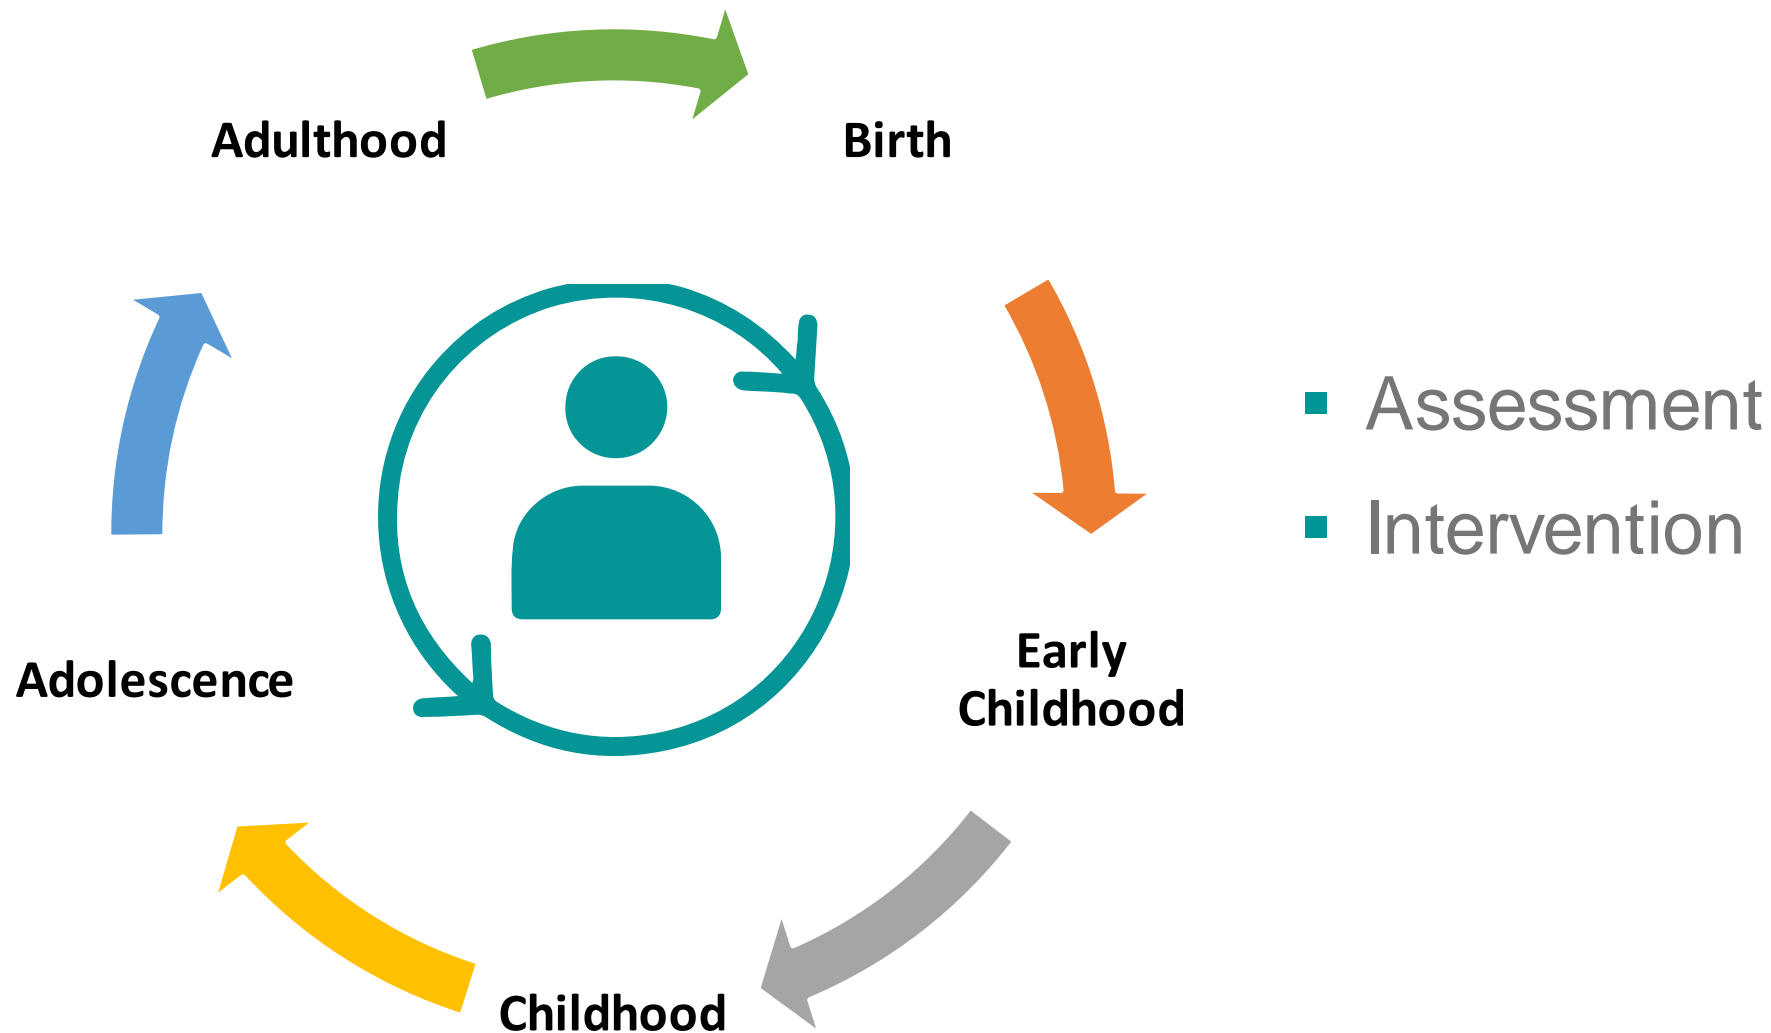 Adulthood
Birth
Early
Childhood
Childhood
Adolescence
▪ Assessment
▪ Intervention